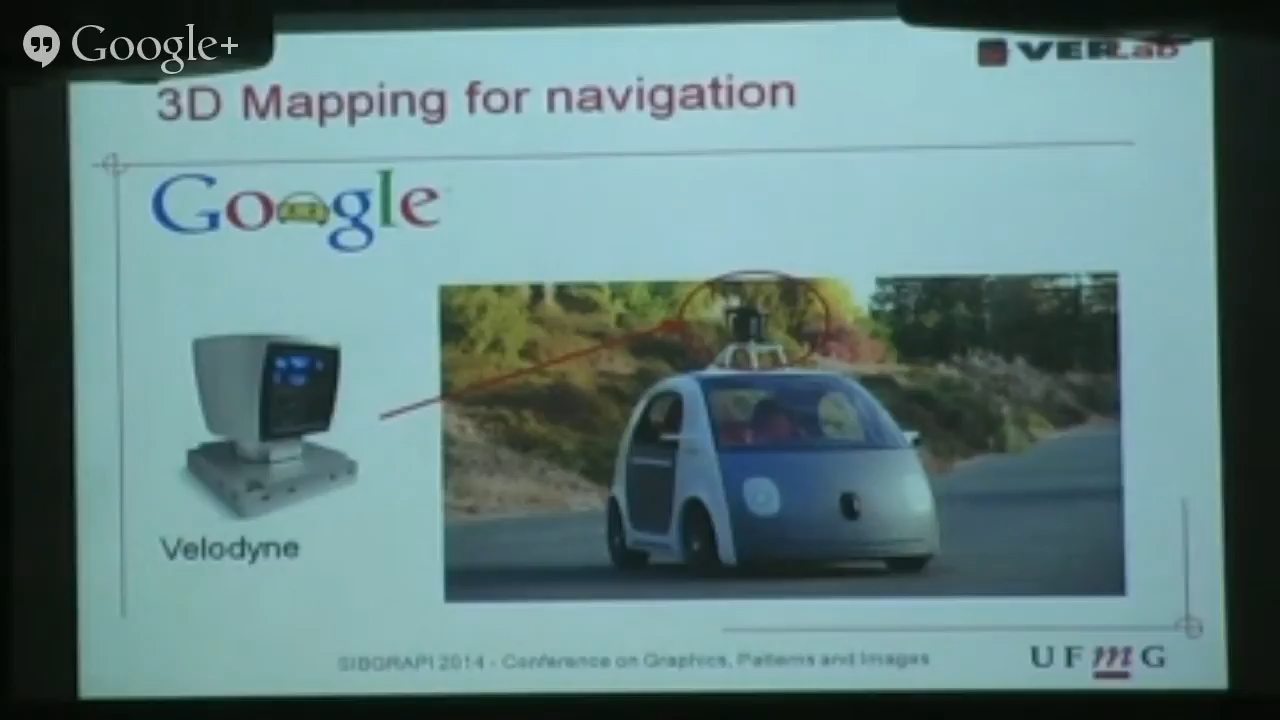 Google+
VERLab
3D Mapping for navigation
Google
Velodyne
SIBGRAPI 2014 - Conference on Graphics, Patterns and Images
UFmG